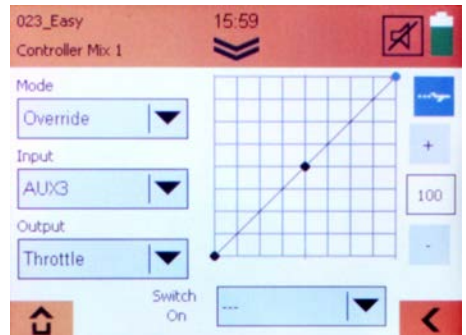 023_Easy
15:59
Controller Mix 1
Mode
Override
Input
AUX3
Output
Throttle
+
100
-
Switch
On
---